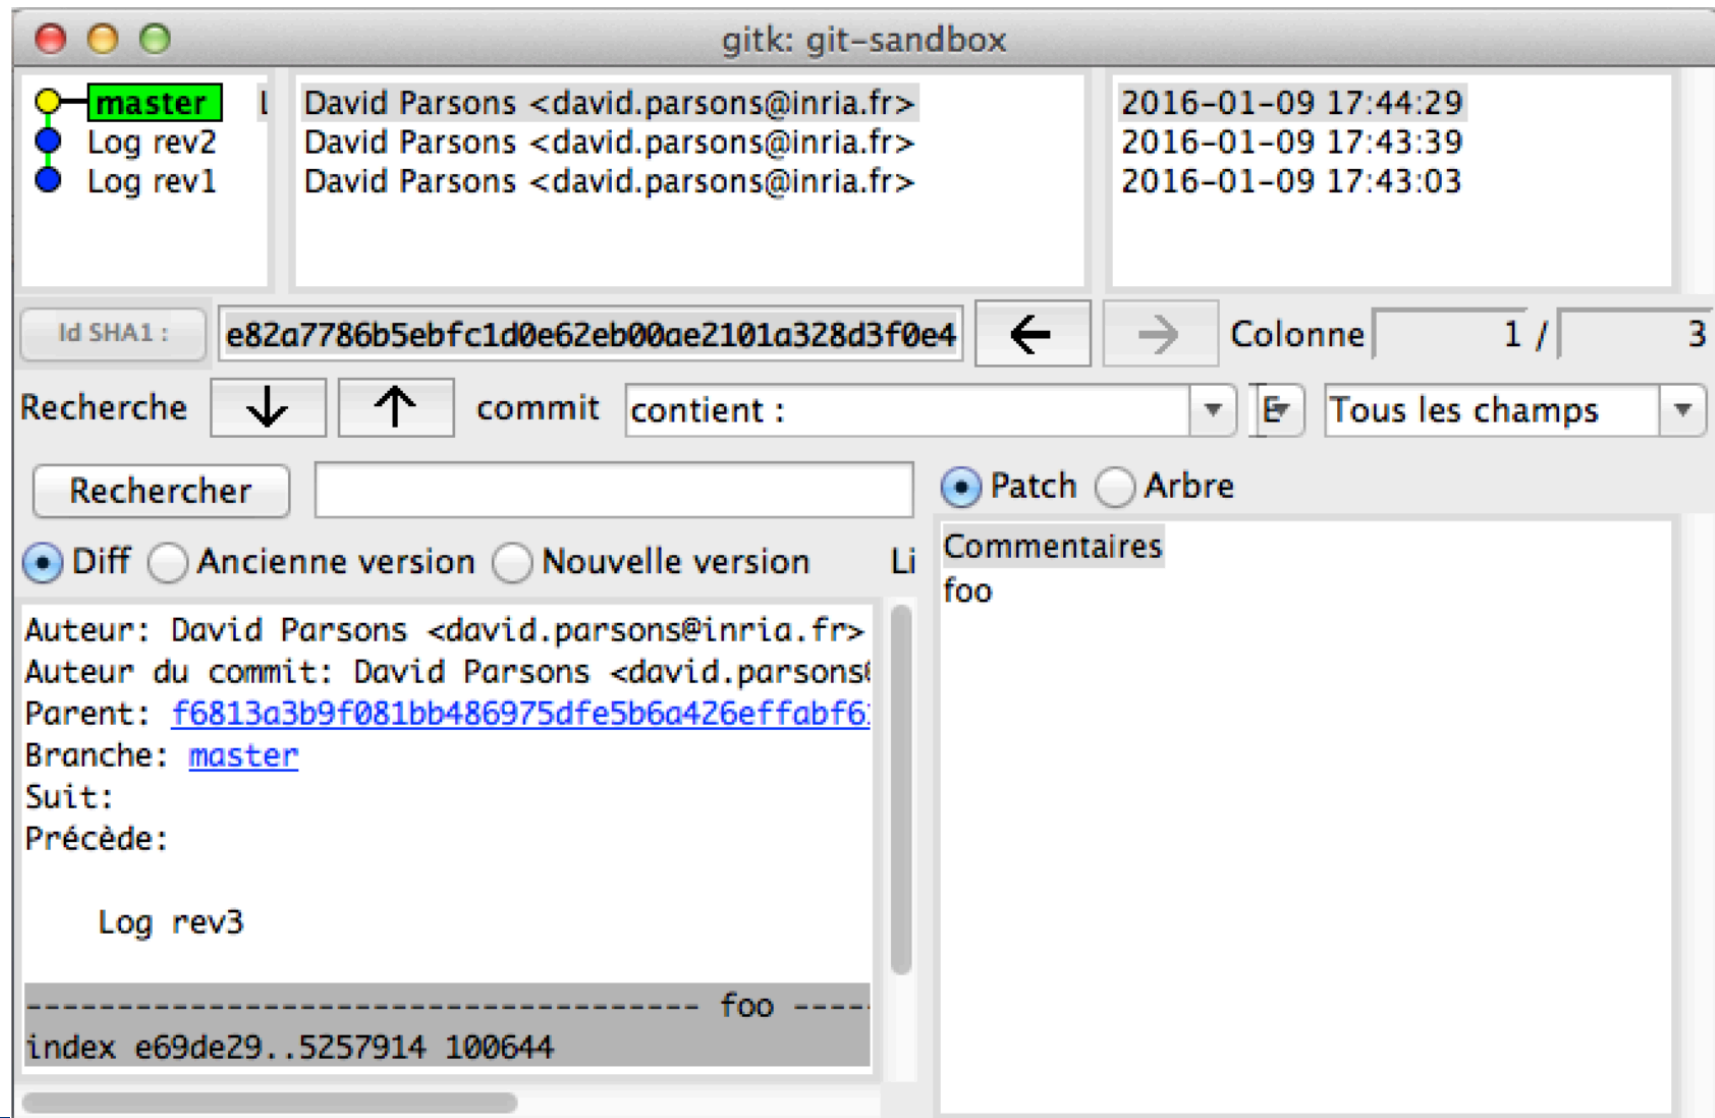 gitk: git-sandbox
master L David Parsons <david.parsons@inria.fr> 2016-01-09 17:44:29
Log rev2 David Parsons <david.parsons@inria.fr> 2016-01-09 17:43:39
Log rev1 David Parsons <david.parsons@inria.fr> 2016-01-09 17:43:03
Id SHA1 : e82a7786b5ebfc1d0e62eb00ae2101a328d3f0e4 ← → Colonne 1 / 3
Recherche ↓ ↑ commit contient : E Tous les champs
Rechercher
Patch Arbre
Diff Ancienne version Nouvelle version Li
Commentaires
foo
Auteur: David Parsons <david.parsons@inria.fr>
Auteur du commit: David Parsons <david.parsons
Parent: f6813a3b9f081bb486975dfe5b6a426effabf6
Branche: master
Suit:
Précède:
Log rev3
------------------------------------- foo ----
index e69de29..5257914 100644